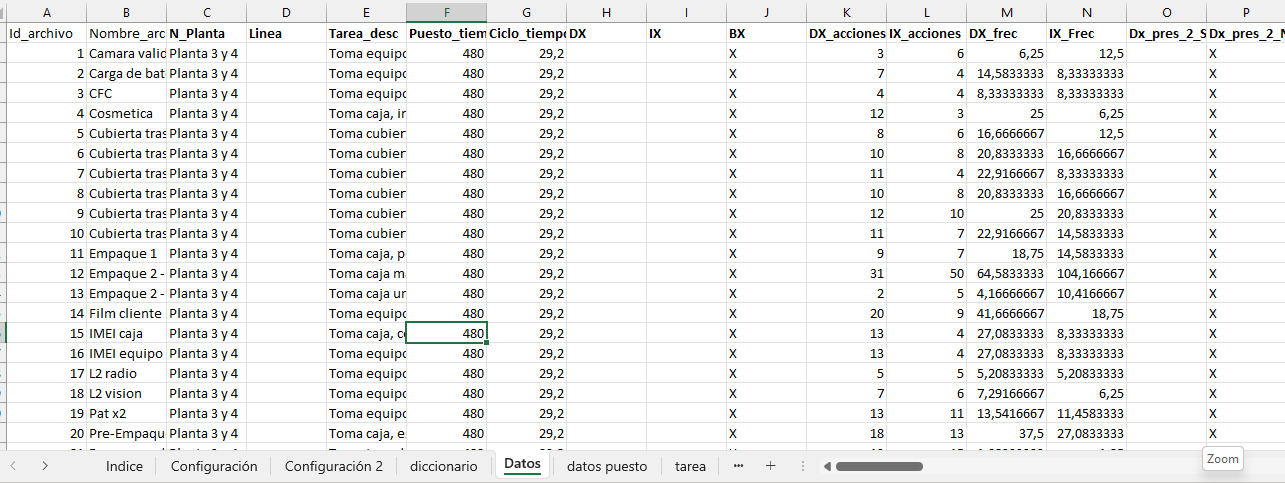 A B C D E F G H I J K L M N O P
Id_archivo Nombre_arc N_Planta Linea Tarea_desc Puesto_tiem Ciclo_tiempo DX IX BX DX_acciones IX_acciones DX_frec IX_Frec Dx_pres_2_S Dx_pres_2_N
1 Camara valid Planta 3 y 4 Toma equipo 480 29,2 X 3 6 6,25 12,5 X
2 Carga de bat Planta 3 y 4 Toma equipo 480 29,2 X 7 4 14,5833333 8,33333333 X
3 CFC Planta 3 y 4 Toma equipo 480 29,2 X 4 4 8,33333333 8,33333333 X
4 Cosmetica Planta 3 y 4 Toma caja, in 480 29,2 X 12 3 25 6,25 X
5 Cubierta tras Planta 3 y 4 Toma cubier 480 29,2 X 8 6 16,6666667 12,5 X
6 Cubierta tras Planta 3 y 4 Toma cubier 480 29,2 X 10 8 20,8333333 16,6666667 X
7 Cubierta tras Planta 3 y 4 Toma cubier 480 29,2 X 11 4 22,9166667 8,33333333 X
8 Cubierta tras Planta 3 y 4 Toma cubier 480 29,2 X 10 8 20,8333333 16,6666667 X
9 Cubierta tras Planta 3 y 4 Toma cubier 480 29,2 X 12 10 25 20,8333333 X
10 Cubierta tras Planta 3 y 4 Toma cubier 480 29,2 X 11 7 22,9166667 14,5833333 X
11 Empaque 1 Planta 3 y 4 Toma caja, p 480 29,2 X 9 7 18,75 14,5833333 X
12 Empaque 2 - Planta 3 y 4 Toma caja m 480 29,2 X 31 50 64,5833333 104,166667 X
13 Empaque 2 - Planta 3 y 4 Toma caja ur 480 29,2 X 2 5 4,16666667 10,4166667 X
14 Film cliente Planta 3 y 4 Toma equipo 480 29,2 X 20 9 41,6666667 18,75 X
15 IMEI caja Planta 3 y 4 Toma caja, co 480 29,2 X 13 4 27,0833333 8,33333333 X
16 IMEI equipo Planta 3 y 4 Toma equipo 480 29,2 X 13 4 27,0833333 8,33333333 X
17 L2 radio Planta 3 y 4 Toma equipo 480 29,2 X 5 5 5,20833333 5,20833333 X
18 L2 vision Planta 3 y 4 Toma equipo 480 29,2 X 7 6 7,29166667 6,25 X
19 Pat x2 Planta 3 y 4 Toma equipo 480 29,2 X 13 11 13,5416667 11,4583333 X
20 Pre-Empaqu Planta 3 y 4 Toma caja, e 480 29,2 X 18 13 37,5 27,0833333 X
Indice Configuración Configuración 2 diccionario Datos datos puesto tarea ··· +
Zoom